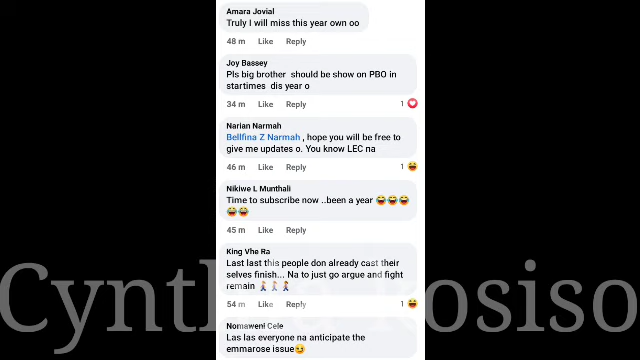 Amara Jovial
Truly I will miss this year own oo
48 m Like Reply
Joy Bassey
Pls big brother should be show on PBO in
startimes dis year o
34 m Like Reply 1
Narian Narmah
Bellfina Z Narmah , hope you will be free to
give me updates o. You know LEC na
46 m Like Reply 1
Nikiwe L Munthali
Time to subscribe now ..been a year 😂😂😂
😂😂
45 m Like Reply
King Vhe Ra
Last last this people don already cast their
selves finish... Na to just go argue and fight
remain 🏃🏃🏃
54 m Like Reply 1
Nomaweni Cele
Las las everyone na anticipate the
emmarose issue😉